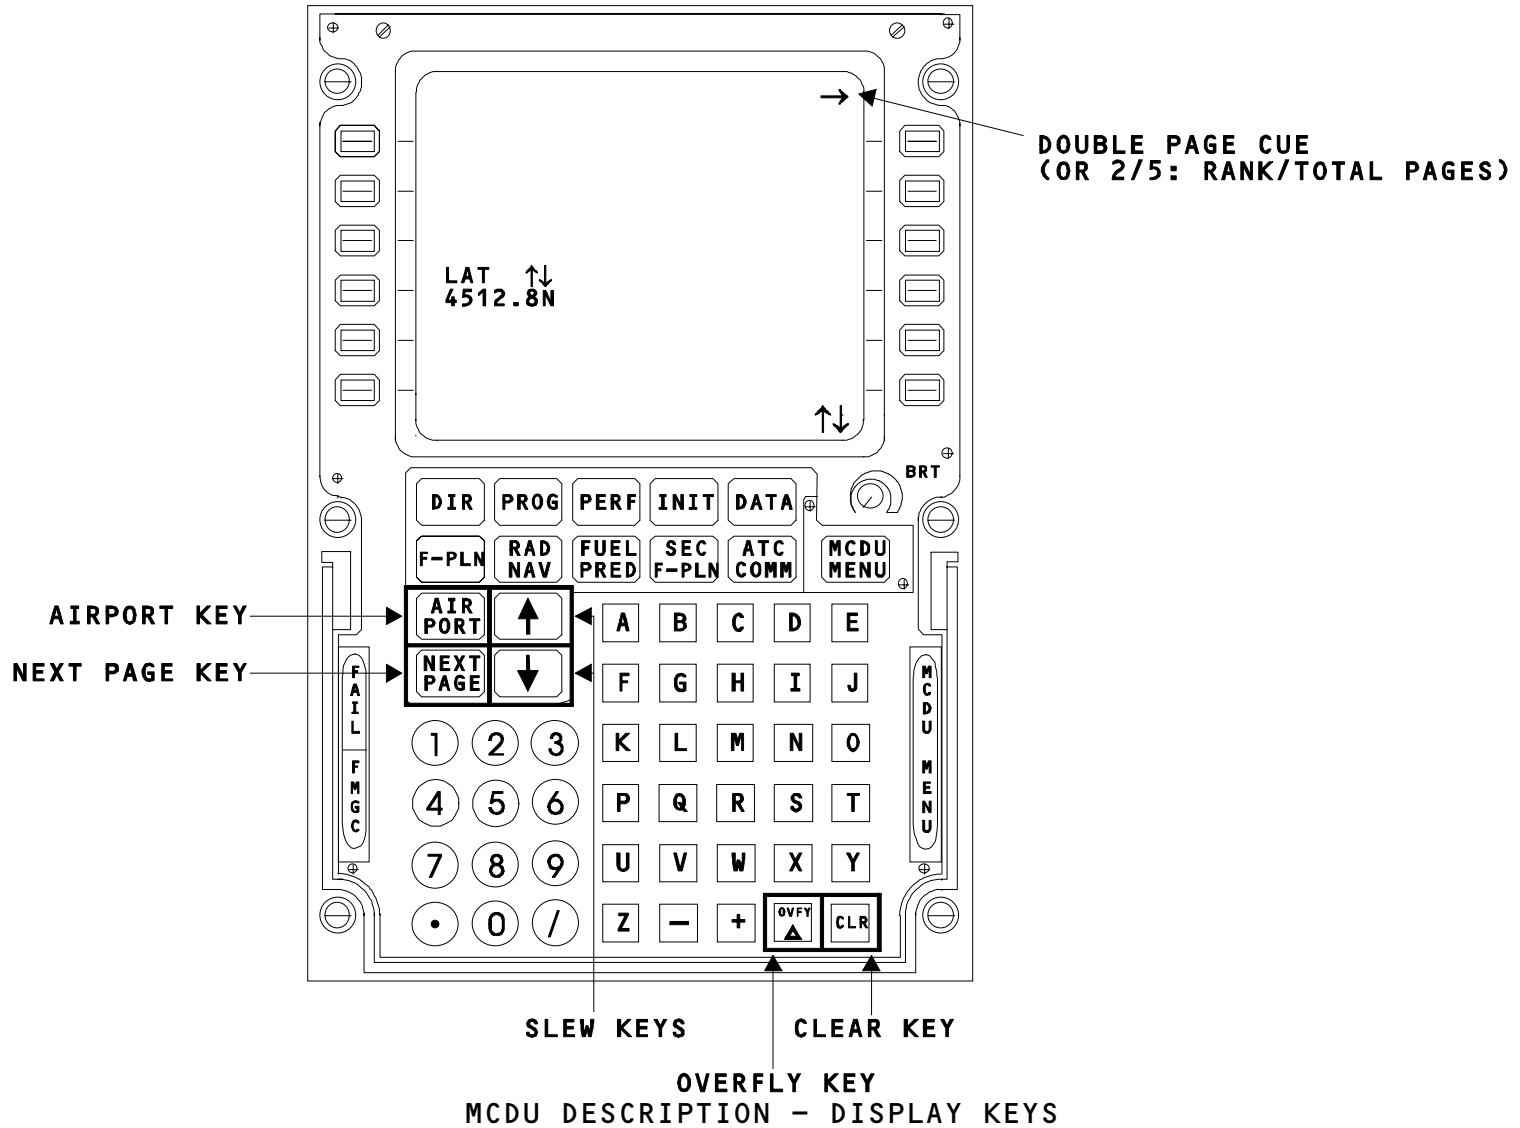 →
DOUBLE PAGE CUE
(OR 2/5: RANK/TOTAL PAGES)
LAT ↑↓
4512.8N
↑↓
BRT
DIR PROG PERF INIT DATA
F-PLN RAD NAV FUEL PRED SEC F-PLN ATC COMM MCDU MENU
AIRPORT KEY
AIR PORT ↑
NEXT PAGE KEY
NEXT PAGE ↓
A B C D E
F G H I J
K L M N O
P Q R S T
U V W X Y
Z — + OVFY Δ CLR
1 2 3
4 5 6
7 8 9
• 0 /
FAIL
FMGC
MCDU MENU
SLEW KEYS
CLEAR KEY
OVERFLY KEY
MCDU DESCRIPTION – DISPLAY KEYS